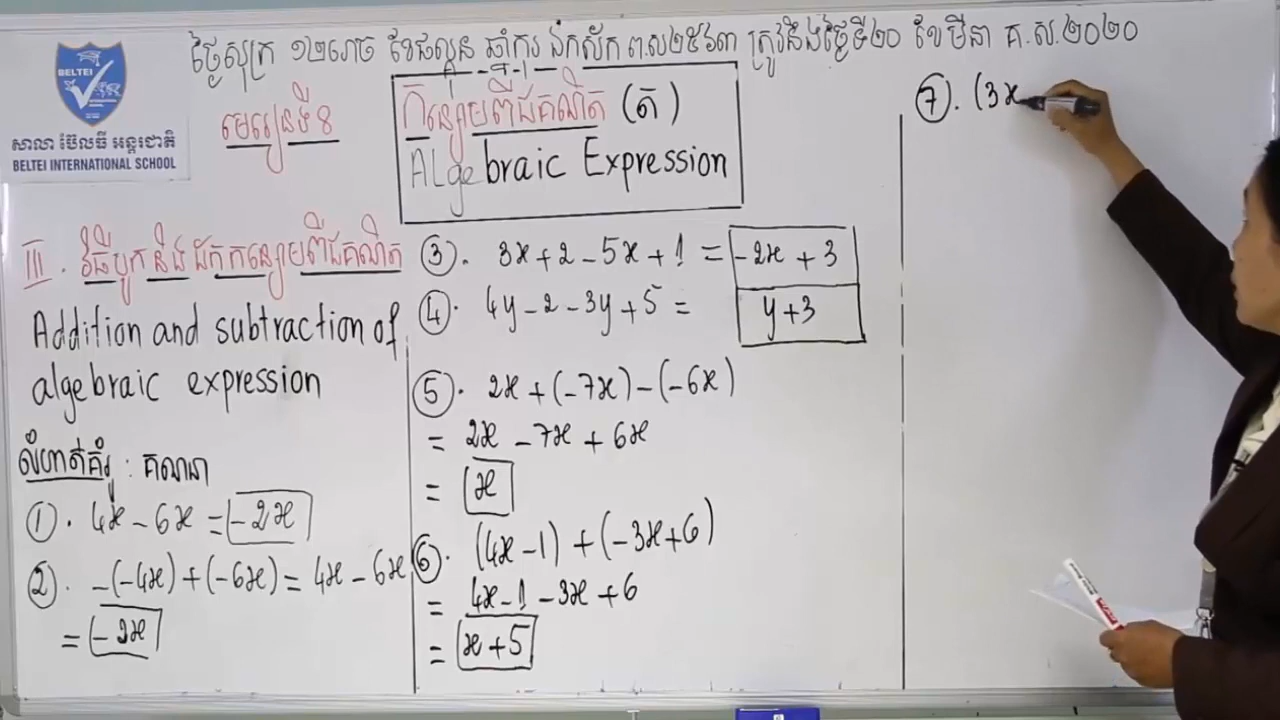 ថ្ងៃសុក្រ ១២រោច ខែផល្គុន ឆ្នាំកុរ ឯកស័ក ព.ស២៥៦៣ ត្រូវនឹងថ្ងៃទី២០ ខែមីនា គ.ស.២០២០
BELTEI
សាលា ប៊ែលធី អន្តរជាតិ
BELTEI INTERNATIONAL SCHOOL
មេរៀនទី៩
កន្សោមពីជគណិត (ត)
ALgebraic Expression
III. វិធីបូក និង ដកកន្សោមពីជគណិត
Addition and subtraction of
algebraic expression
លំហាត់គំរូ : គណនា
① . 4x - 6x = -2x
② . -(-4x) + (-6x) = 4x - 6x
= -2x
③ . 3x + 2 - 5x + 1 = -2x + 3
④ . 4y - 2 - 3y + 5 = y + 3
⑤ . 2x + (-7x) - (-6x)
= 2x - 7x + 6x
= x
⑥ . (4x - 1) + (-3x + 6)
= 4x - 1 - 3x + 6
= x + 5
⑦ . (3x